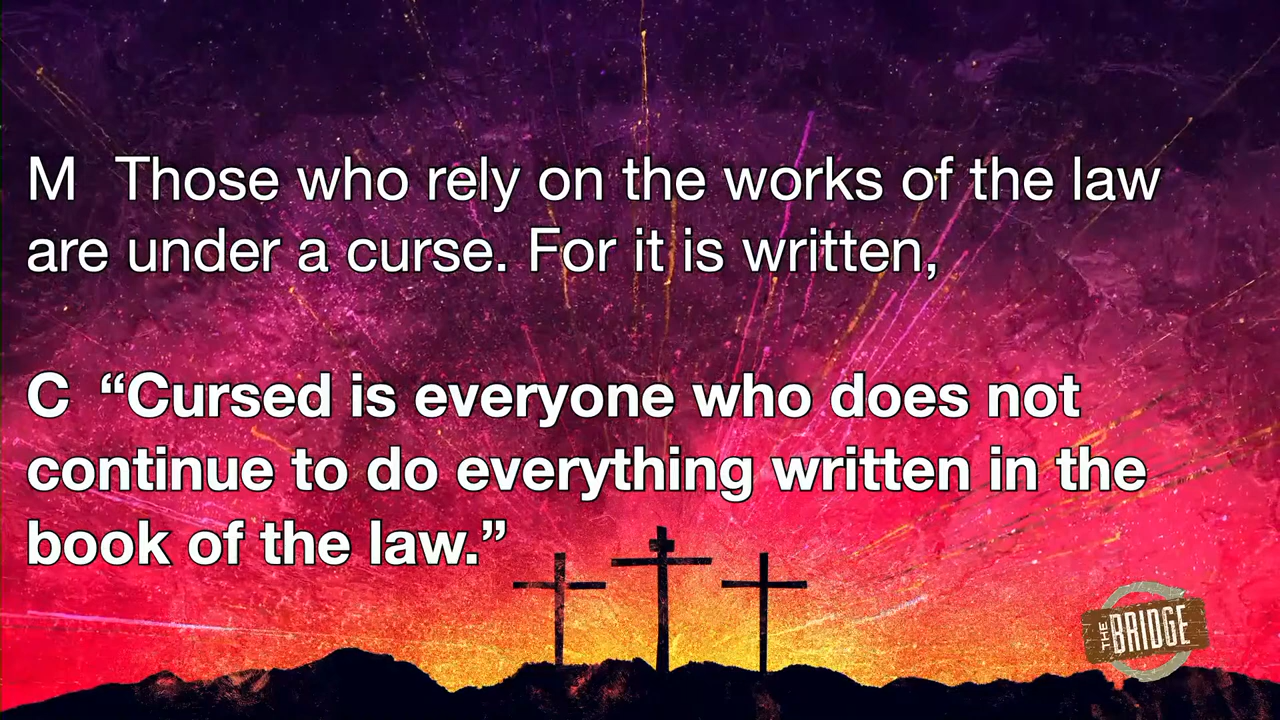 M Those who rely on the works of the law
are under a curse. For it is written,
C “Cursed is everyone who does not
continue to do everything written in the
book of the law.”
THE BRIDGE